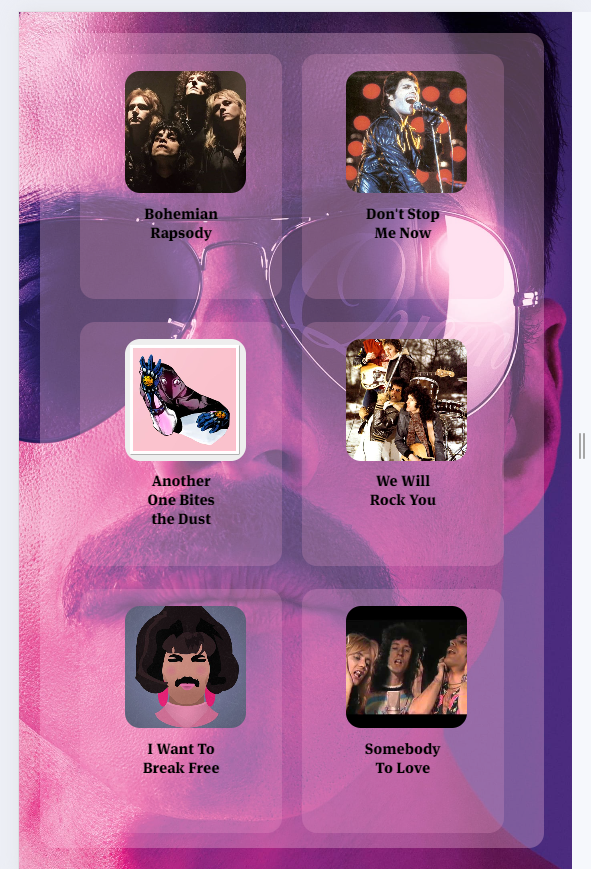 Bohemian
Rapsody
Don't Stop
Me Now
Queen
Another
One Bites
the Dust
We Will
Rock You
I Want To
Break Free
Somebody
To Love